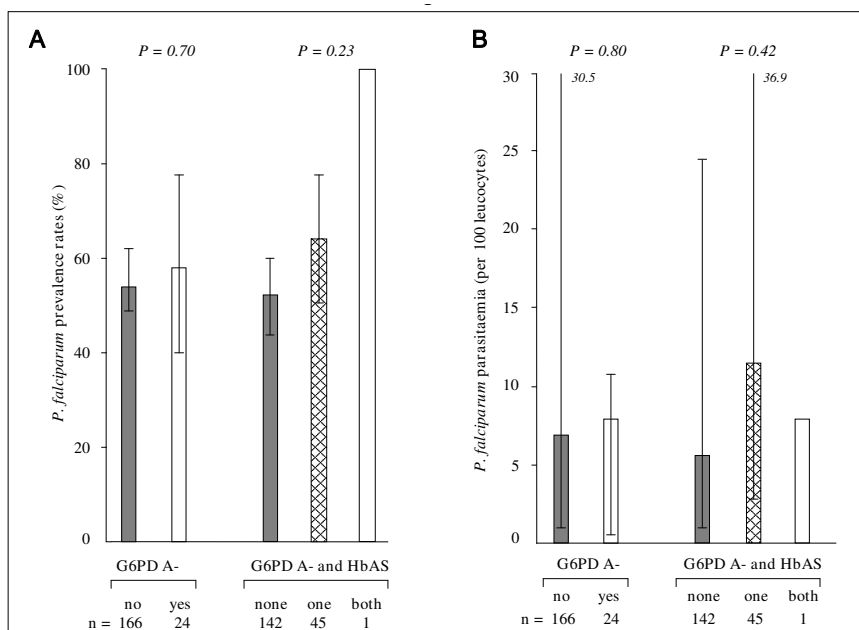 A
P = 0.70 P = 0.23
P. falciparum prevalence rates (%)
100
80
60
40
20
0
G6PD A- G6PD A- and HbAS
no yes none one both
n = 166 24 142 45 1
B
P = 0.80 P = 0.42
P. falciparum parasitaemia (per 100 leucocytes)
30
25
20
15
10
5
0
30.5 36.9
G6PD A- G6PD A- and HbAS
no yes none one both
n = 166 24 142 45 1